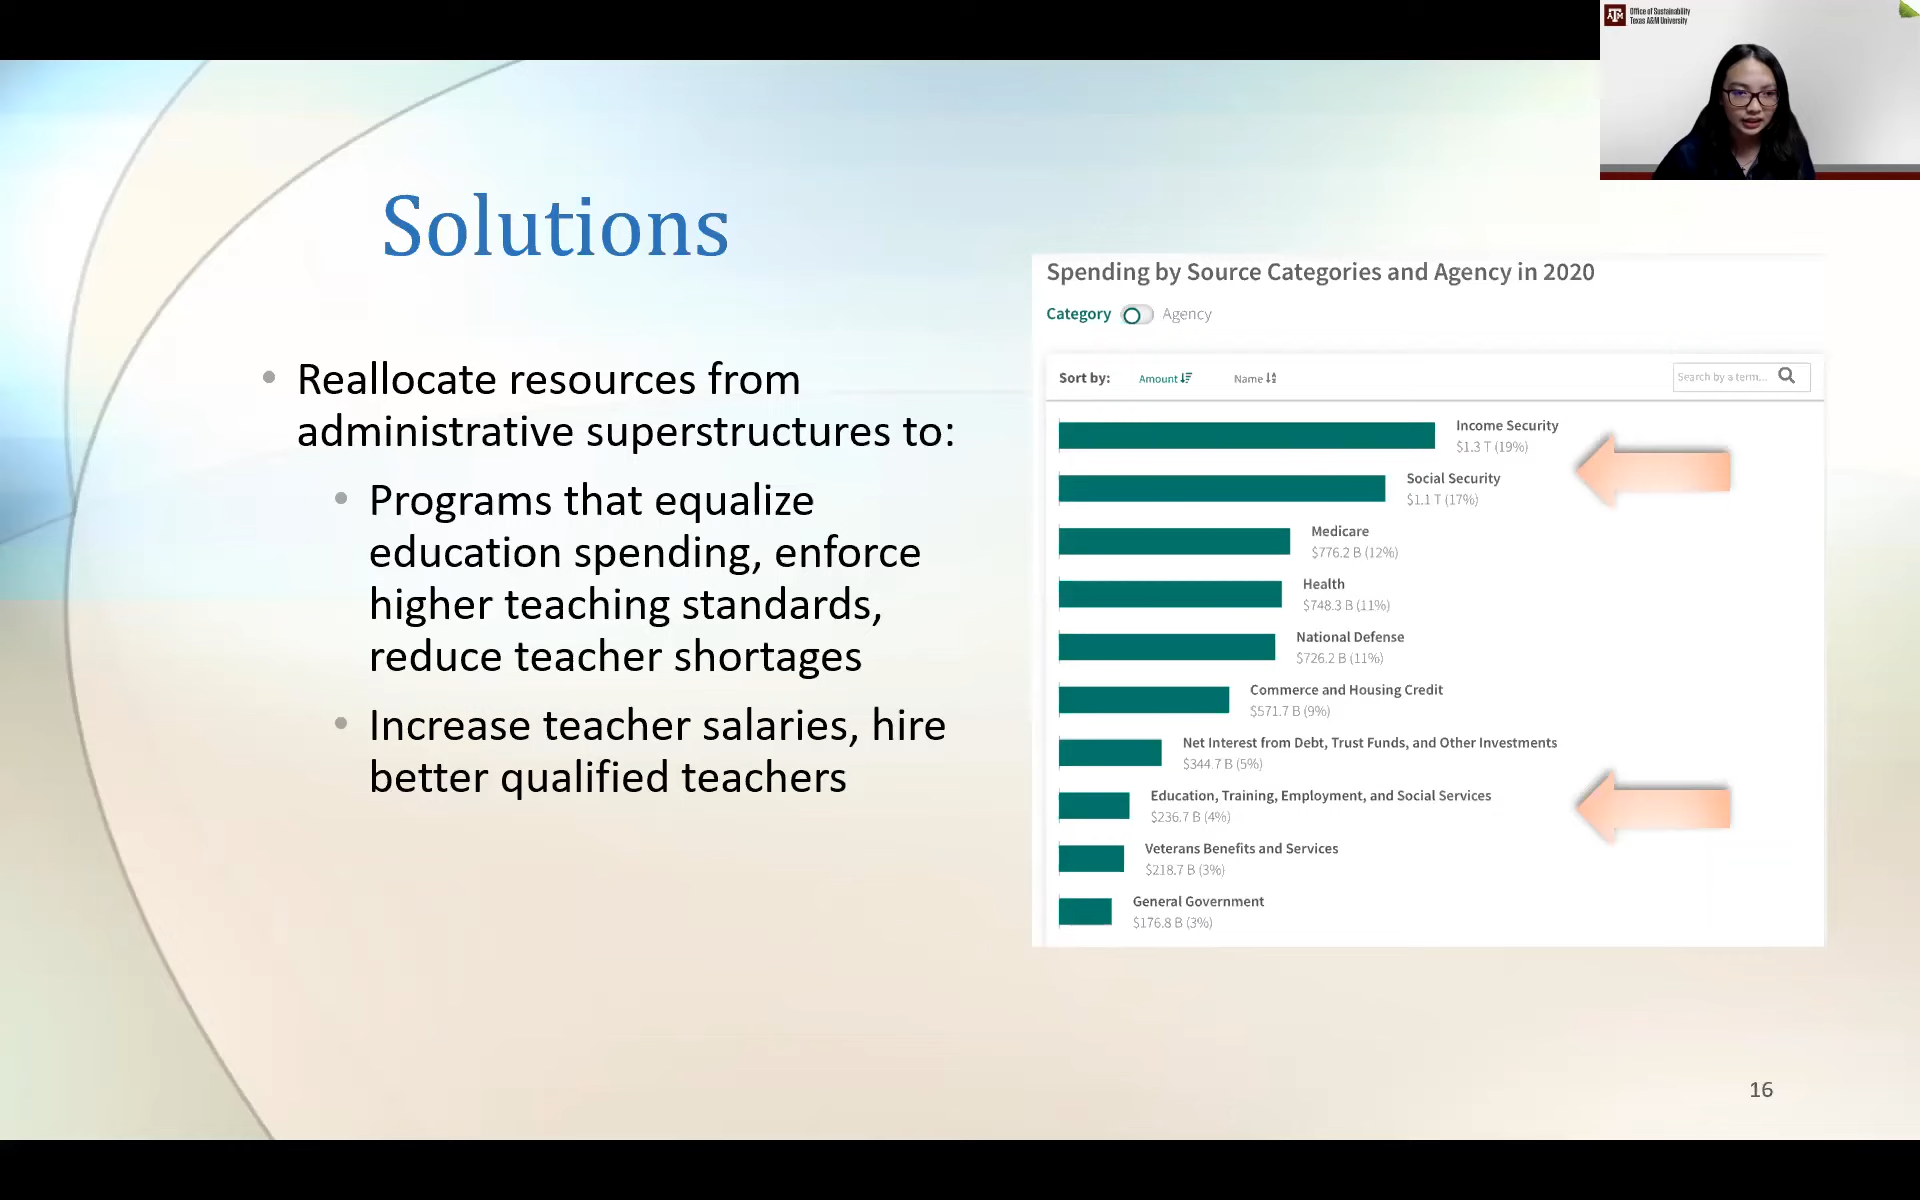 Office of Sustainability
Texas A&M University
Solutions
• Reallocate resources from
administrative superstructures to:
• Programs that equalize
education spending, enforce
higher teaching standards,
reduce teacher shortages
• Increase teacher salaries, hire
better qualified teachers
Spending by Source Categories and Agency in 2020
Category Agency
Sort by: Amount Name Search by a term...
Income Security
$1.3 T (19%)
Social Security
$1.1 T (17%)
Medicare
$776.2 B (12%)
Health
$748.3 B (11%)
National Defense
$726.2 B (11%)
Commerce and Housing Credit
$571.7 B (9%)
Net Interest from Debt, Trust Funds, and Other Investments
$344.7 B (5%)
Education, Training, Employment, and Social Services
$236.7 B (4%)
Veterans Benefits and Services
$218.7 B (3%)
General Government
$176.8 B (3%)
16